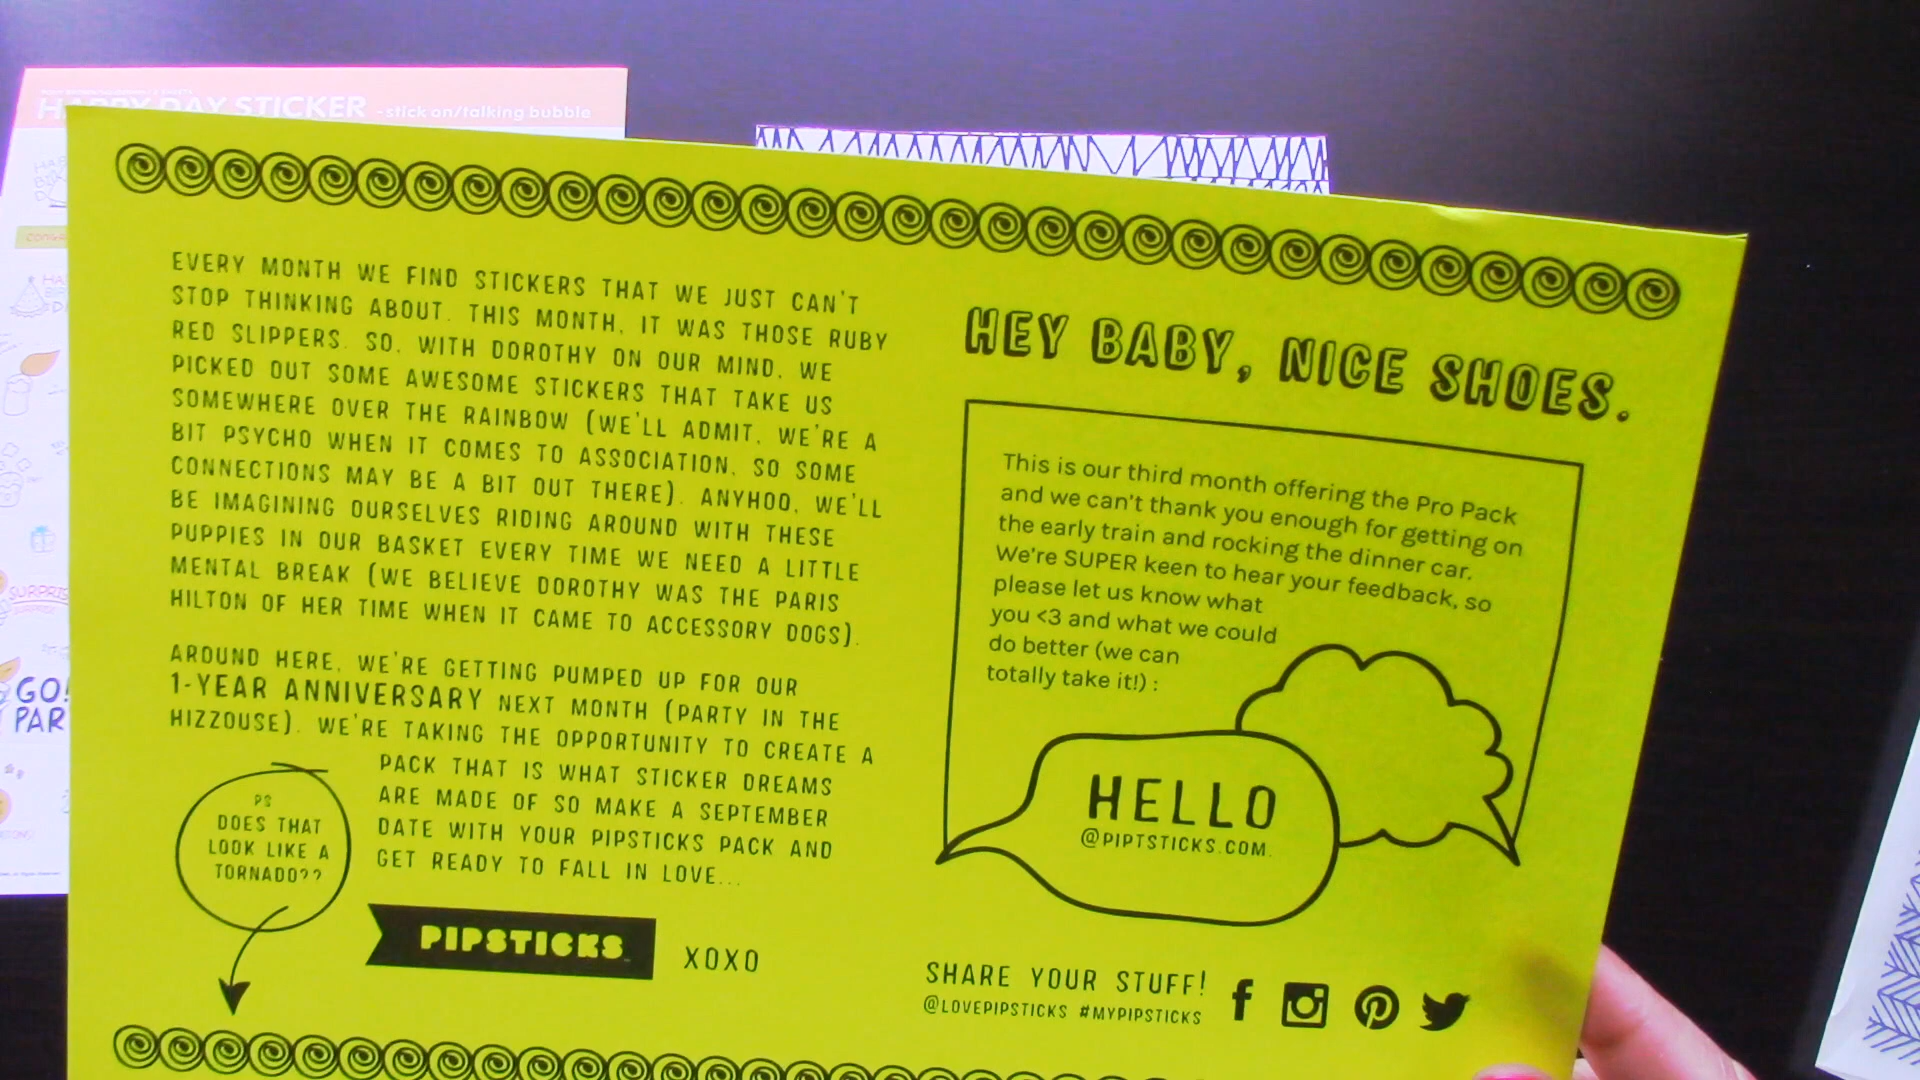 HAPPY DAY STICKER - stick on/talking bubble
EVERY MONTH WE FIND STICKERS THAT WE JUST CAN'T
STOP THINKING ABOUT. THIS MONTH, IT WAS THOSE RUBY
RED SLIPPERS. SO, WITH DOROTHY ON OUR MIND, WE
PICKED OUT SOME AWESOME STICKERS THAT TAKE US
SOMEWHERE OVER THE RAINBOW (WE'LL ADMIT, WE'RE A
BIT PSYCHO WHEN IT COMES TO ASSOCIATION, SO SOME
CONNECTIONS MAY BE A BIT OUT THERE). ANYHOO, WE'LL
BE IMAGINING OURSELVES RIDING AROUND WITH THESE
PUPPIES IN OUR BASKET EVERY TIME WE NEED A LITTLE
MENTAL BREAK (WE BELIEVE DOROTHY WAS THE PARIS
HILTON OF HER TIME WHEN IT CAME TO ACCESSORY DOGS).
AROUND HERE, WE'RE GETTING PUMPED UP FOR OUR
1-YEAR ANNIVERSARY NEXT MONTH (PARTY IN THE
HIZZOUSE). WE'RE TAKING THE OPPORTUNITY TO CREATE A
PACK THAT IS WHAT STICKER DREAMS
ARE MADE OF SO MAKE A SEPTEMBER
DATE WITH YOUR PIPSTICKS PACK AND
GET READY TO FALL IN LOVE...
PS
DOES THAT
LOOK LIKE A
TORNADO??
PIPSTICKS
XOXO
HEY BABY, NICE SHOES.
This is our third month offering the Pro Pack
and we can't thank you enough for getting on
the early train and rocking the dinner car.
We're SUPER keen to hear your feedback, so
please let us know what
you <3 and what we could
do better (we can
totally take it!) :
HELLO
@PIPTSTICKS.COM.
SHARE YOUR STUFF!
@LOVEPIPSTICKS #MYPIPSTICKS
GO!
PAR